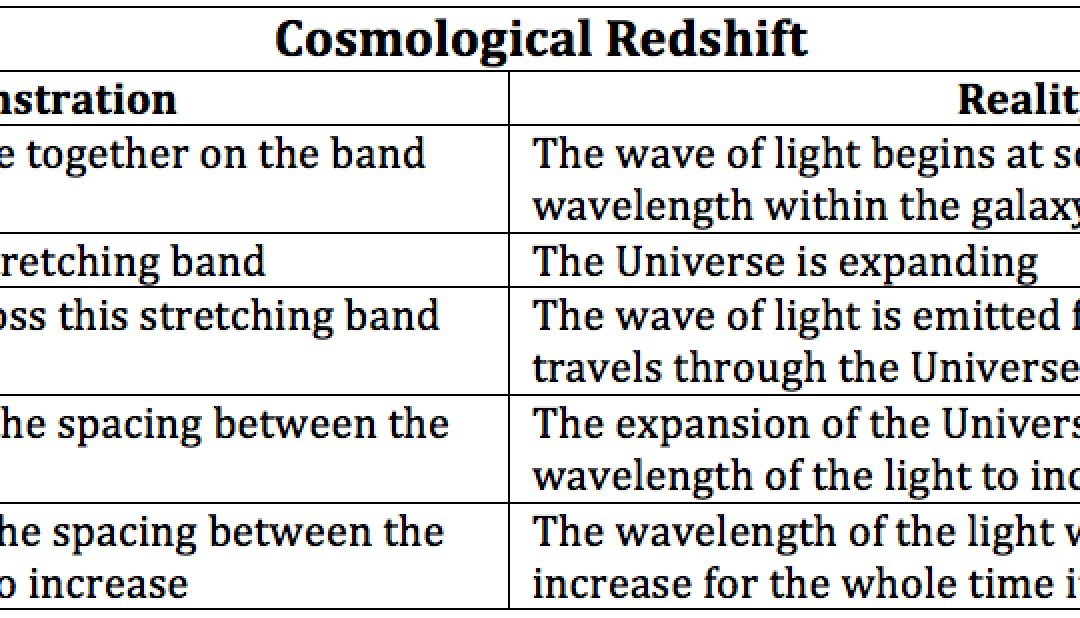 Cosmological Redshift
nstration
Realit
e together on the band
The wave of light begins at s
wavelength within the galaxy
retching band
The Universe is expanding
oss this stretching band
The wave of light is emitted f
travels through the Universe
he spacing between the
The expansion of the Univers
wavelength of the light to inc
he spacing between the
o increase
The wavelength of the light w
increase for the whole time i